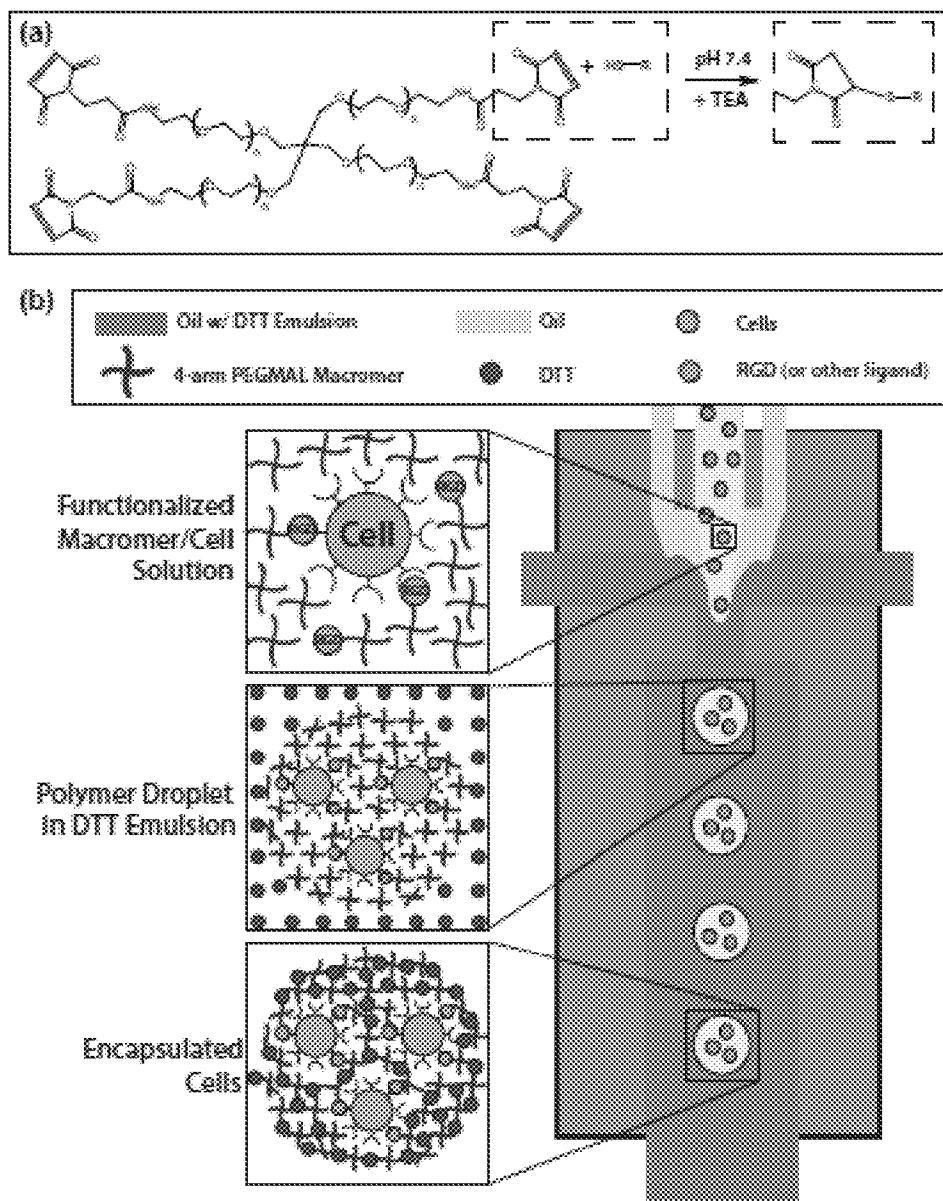 (a)
+
pH 7.4
+ TEA
(b)
Oil w/ DTT Emulsion
Oil
Cells
4-arm PEGMAL Macromer
DTT
RGD (or other ligand)
Functionalized
Macromer/Cell
Solution
Cell
Polymer Droplet
in DTT Emulsion
Encapsulated
Cells